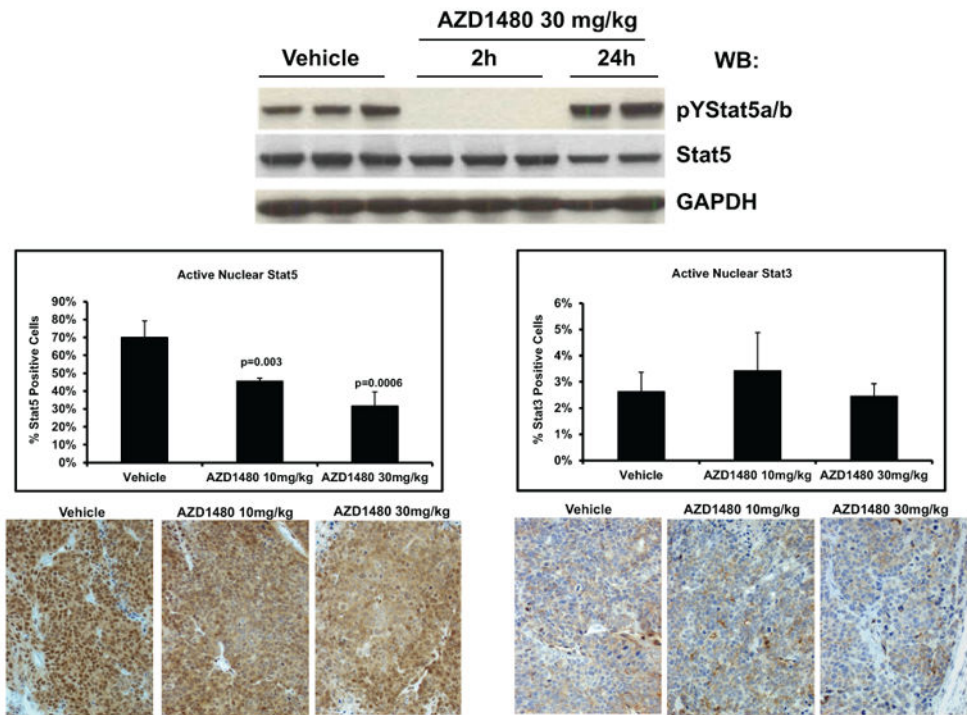 AZD1480 30 mg/kg
Vehicle 2h 24h WB:
pYStat5a/b
Stat5
GAPDH
Active Nuclear Stat5
% Stat5 Positive Cells
90%
80%
70%
60%
50%
40%
30%
20%
10%
0%
p=0.003
p=0.0006
Vehicle AZD1480 10mg/kg AZD1480 30mg/kg
Active Nuclear Stat3
% Stat3 Positive Cells
6%
5%
4%
3%
2%
1%
0%
Vehicle AZD1480 10mg/kg AZD1480 30mg/kg
Vehicle AZD1480 10mg/kg AZD1480 30mg/kg
Vehicle AZD1480 10mg/kg AZD1480 30mg/kg